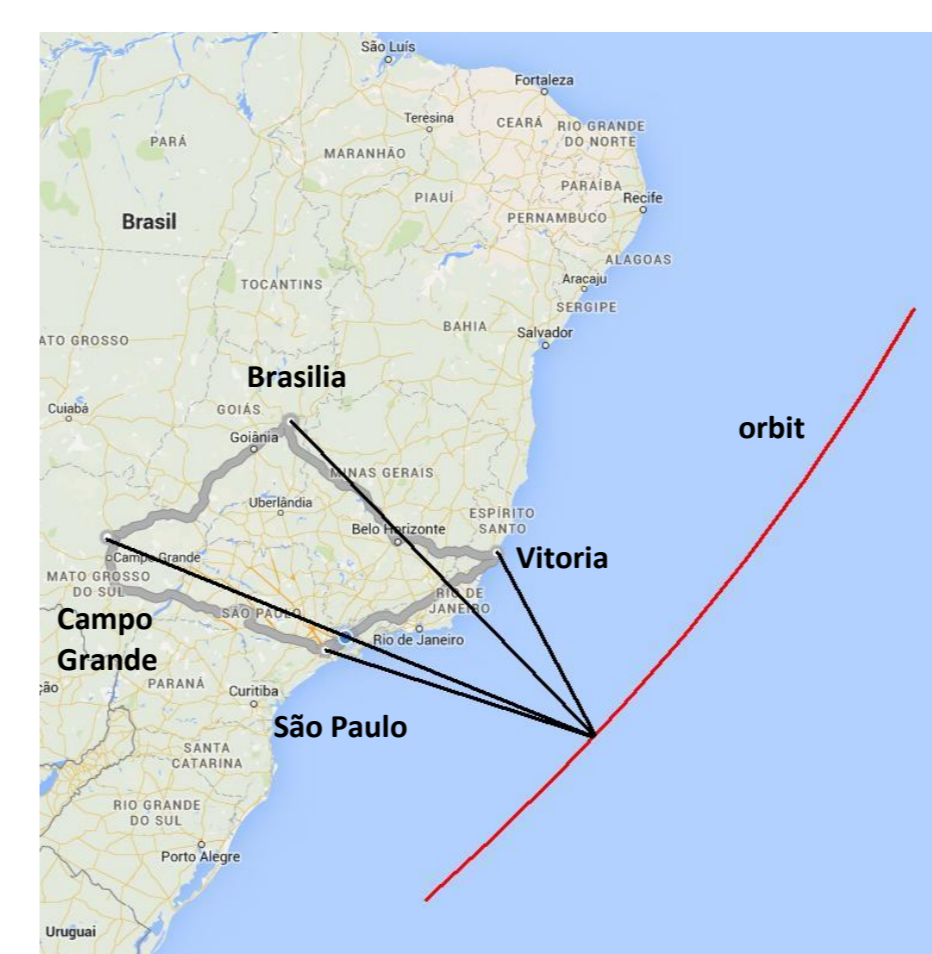 São Luís
Fortaleza
Teresina
CEARÁ
RIO GRANDE
DO NORTE
PARÁ
MARANHÃO
PIAUÍ
PARAÍBA
Recife
PERNAMBUCO
Brasil
ALAGOAS
TOCANTINS
Aracaju
SERGIPE
BAHIA
Salvador
ATO GROSSO
Brasilia
Cuiabá
GOIÁS
Goiânia
orbit
MINAS GERAIS
Uberlândia
ESPÍRITO
SANTO
Belo Horizonte
Vitoria
Campo Grande
MATO GROSSO
DO SUL
RIO DE
JANEIRO
SÃO PAULO
Campo
Grande
Rio de Janeiro
PARANÁ
ção
Curitiba
São Paulo
SANTA
CATARINA
RIO GRANDE
DO SUL
Porto Alegre
Uruguai